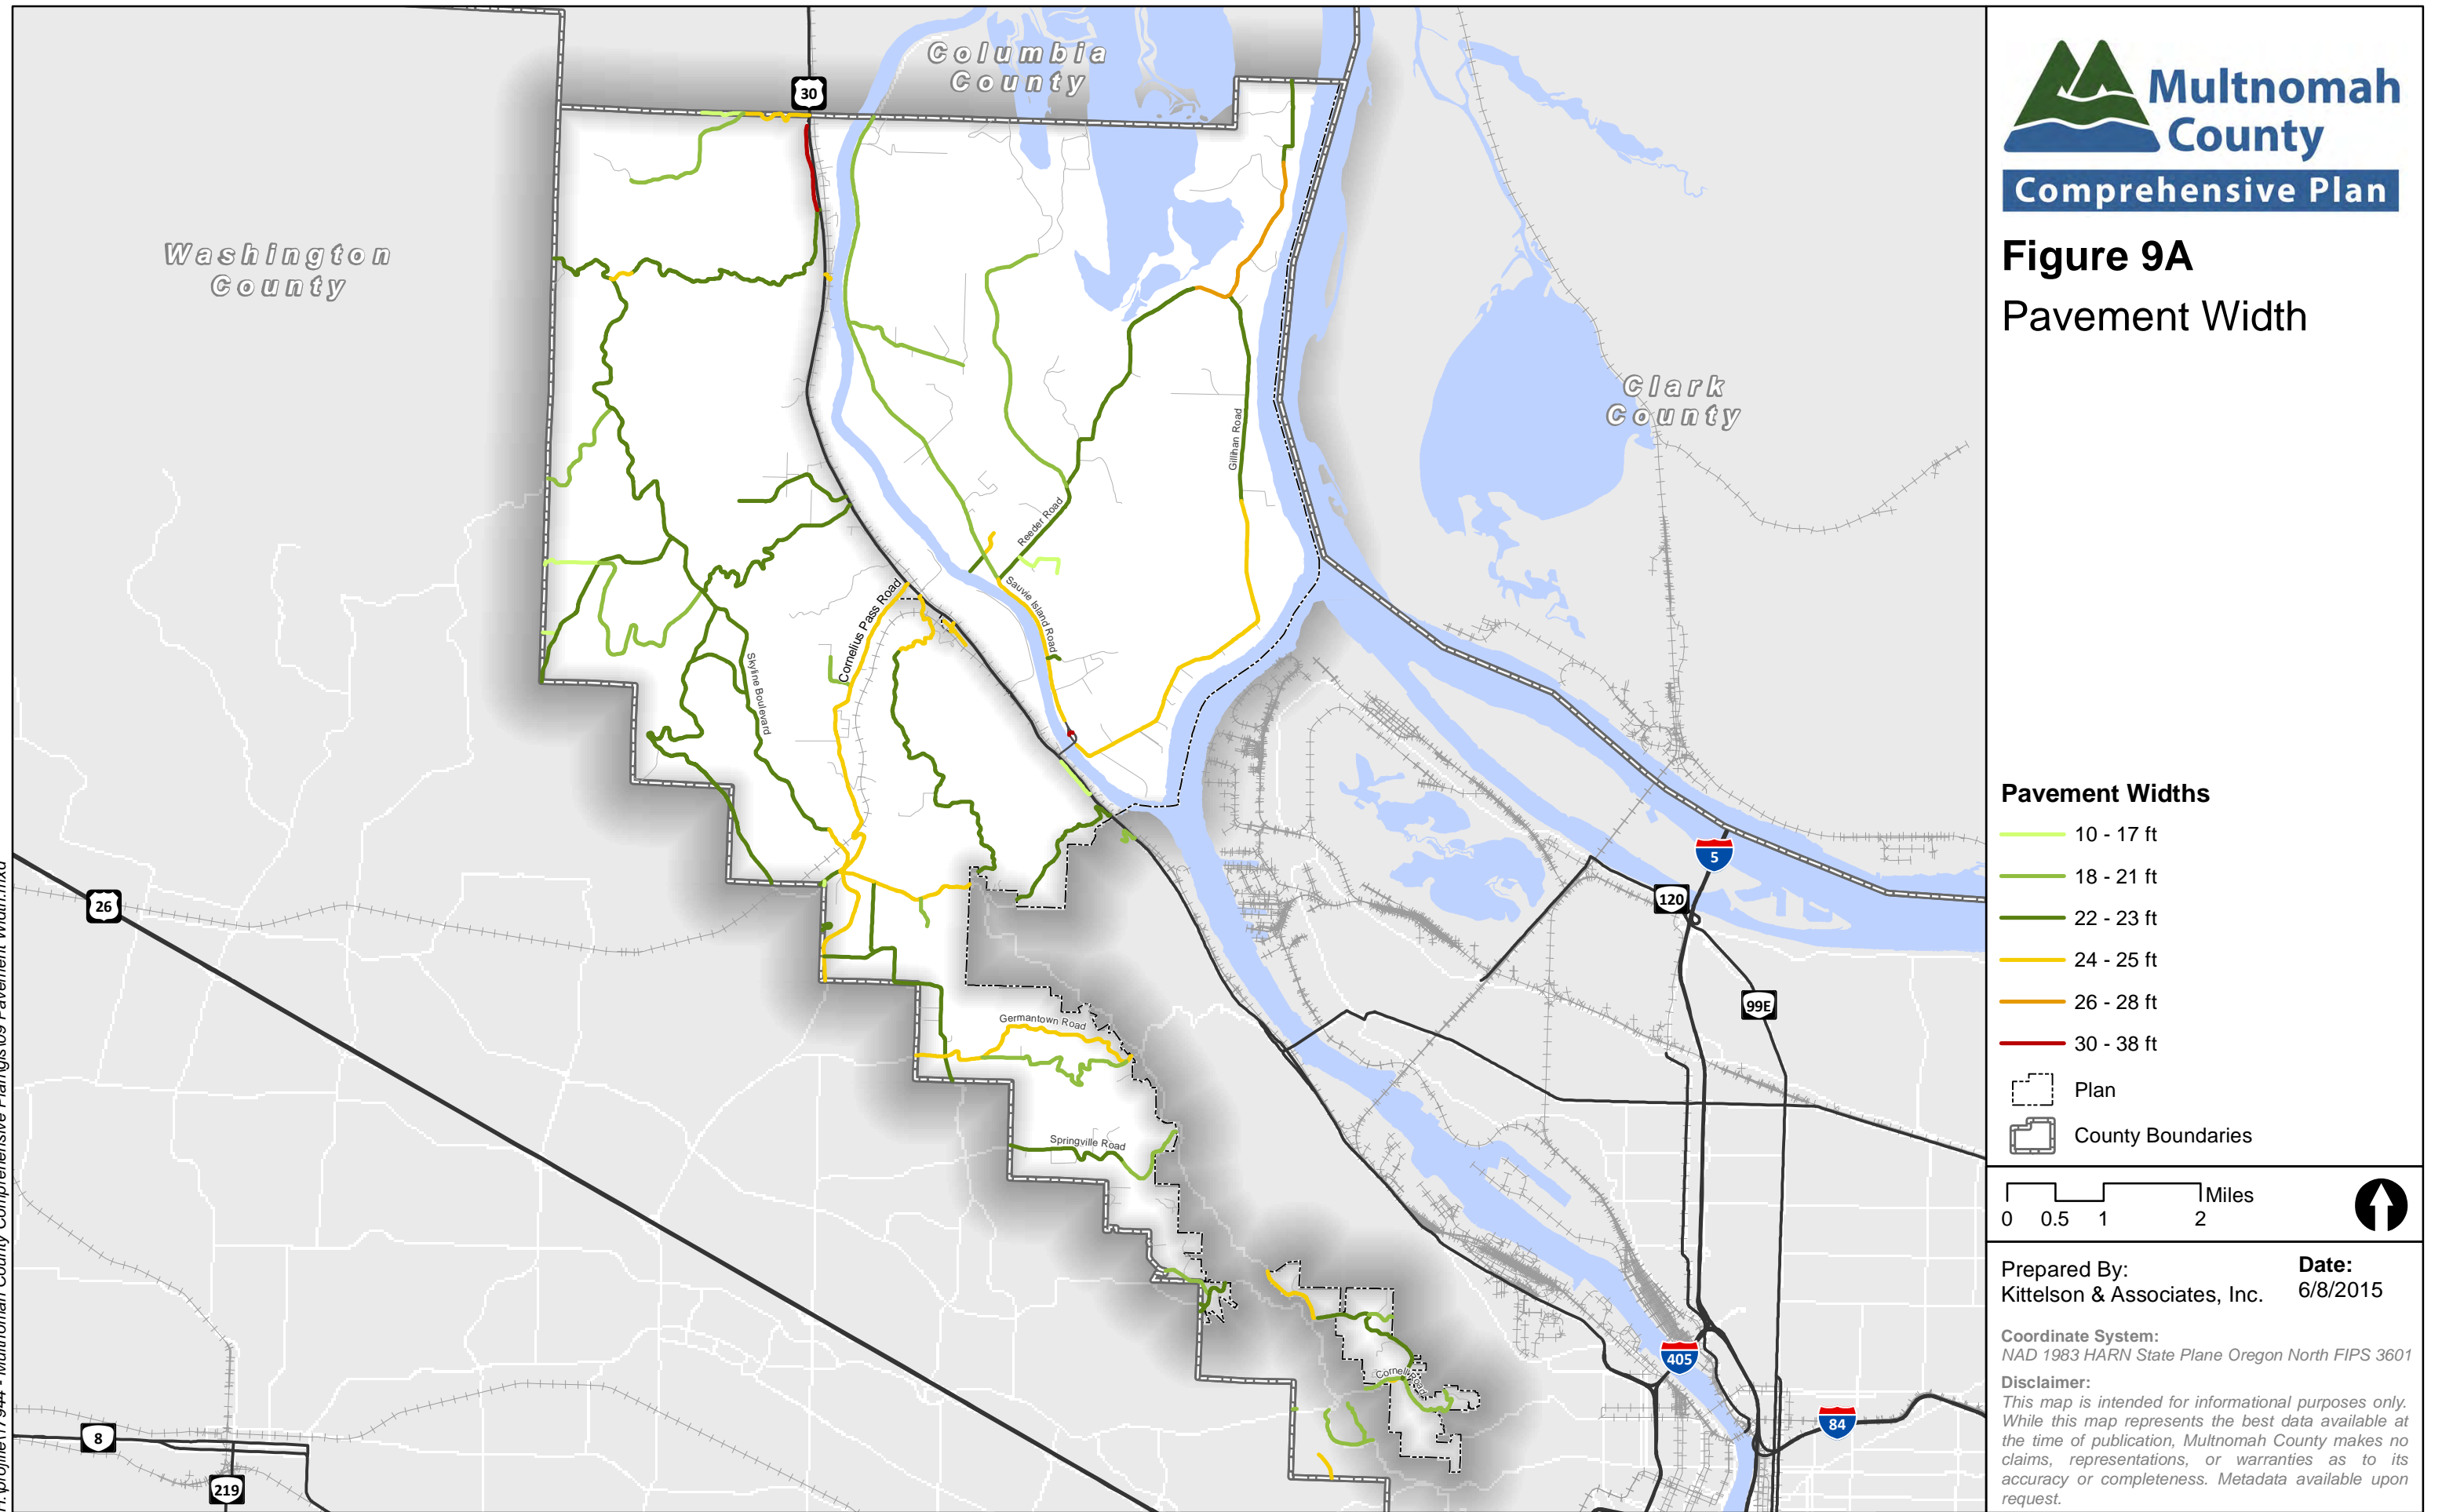 Columbia
County
30
Washington
County
Clark
County
Gillihan Road
Reeder Road
Sauvie Island Road
Cornelius Pass Road
Skyline Boulevard
26
5
120
99E
Germantown Road
Springville Road
Cornell Road
405
84
8
219
Multnomah
County
Comprehensive Plan
Figure 9A
Pavement Width
Pavement Widths
10 - 17 ft
18 - 21 ft
22 - 23 ft
24 - 25 ft
26 - 28 ft
30 - 38 ft
Plan
County Boundaries
Miles
0 0.5 1 2
Prepared By:
Kittelson & Associates, Inc.
Date:
6/8/2015
Coordinate System:
NAD 1983 HARN State Plane Oregon North FIPS 3601
Disclaimer:
This map is intended for informational purposes only.
While this map represents the best data available at
the time of publication, Multnomah County makes no
claims, representations, or warranties as to its
accuracy or completeness. Metadata available upon
request.